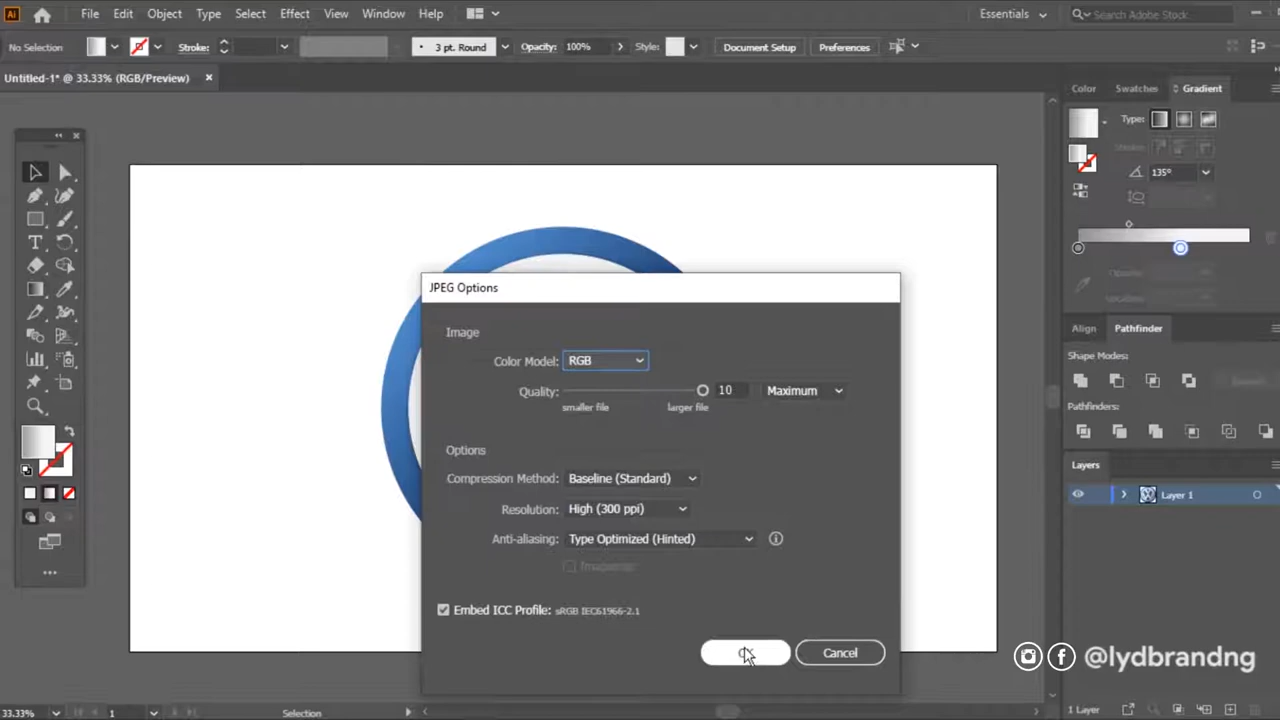 Ai File Edit Object Type Select Effect View Window Help Essentials Search Adobe Stock
No Selection Stroke: 3 pt. Round Opacity: 100% Style: Document Setup Preferences
Untitled-1* @ 33.33% (RGB/Preview) ×
Color Swatches Gradient
Type:
Stroke:
135°
JPEG Options
Image
Color Model: RGB
Quality: 10 Maximum
smaller file larger file
Options
Compression Method: Baseline (Standard)
Resolution: High (300 ppi)
Anti-aliasing: Type Optimized (Hinted)
Imagemap
Embed ICC Profile: sRGB IEC61966-2.1
Cancel
Align Pathfinder
Shape Modes:
Pathfinders:
Layers
Layer 1
@lydbrandng
33.33% 1 Selection 1 Layer